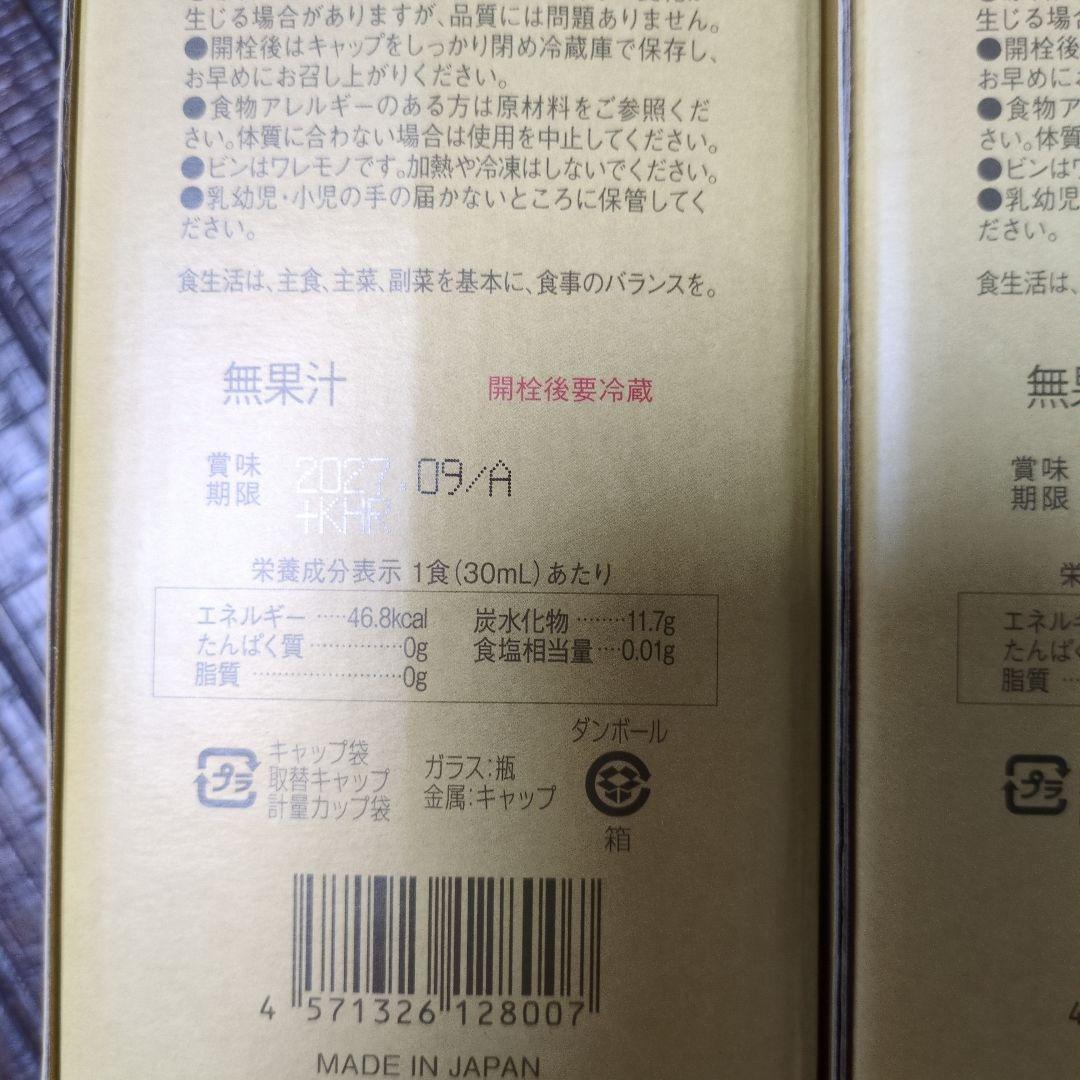 生じる場合がありますが、品質には問題ありません。
●開栓後はキャップをしっかり閉め冷蔵庫で保存し、
お早めにお召し上がりください。
●食物アレルギーのある方は原材料をご参照くだ
さい。体質に合わない場合は使用を中止してください。
●ビンはワレモノです。加熱や冷凍はしないでください。
●乳幼児・小児の手の届かないところに保管してく
ださい。
食生活は、主食、主菜、副菜を基本に、食事のバランスを。
無果汁
開栓後要冷蔵
賞味
期限
2027.09/A
+KHR
栄養成分表示 1食(30mL)あたり
エネルギー ·····46.8kcal
炭水化物 ········11.7g
たんぱく質 ··············0g
食塩相当量 ····0.01g
脂質 ·······················0g
プラ
キャップ袋
取替キャップ
計量カップ袋
ガラス:瓶
金属:キャップ
ダンボール
箱
4 571326 128007
MADE IN JAPAN
生じる場合
●開栓後
お早めに
●食物ア
さい。体質
●ビンはワ
●乳幼児
ださい。
食生活は、
無
賞味
期限
エネルギ
たんぱく
脂質
プラ
4